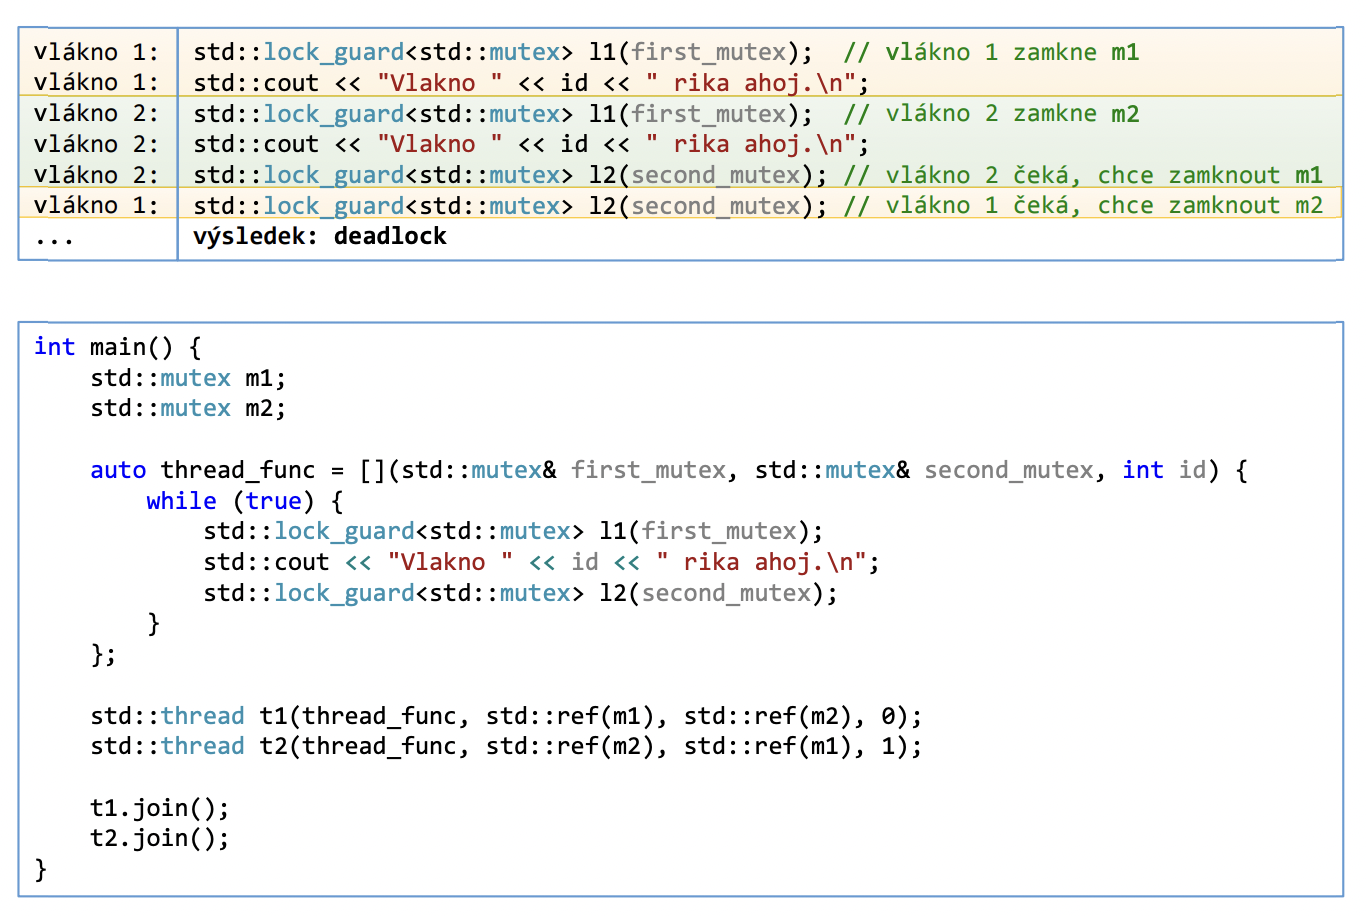 vlákno 1: std::lock_guard<std::mutex> l1(first_mutex); // vlákno 1 zamkne m1
vlákno 1: std::cout << "Vlakno " << id << " rika ahoj.\n";
vlákno 2: std::lock_guard<std::mutex> l1(first_mutex); // vlákno 2 zamkne m2
vlákno 2: std::cout << "Vlakno " << id << " rika ahoj.\n";
vlákno 2: std::lock_guard<std::mutex> l2(second_mutex); // vlákno 2 čeká, chce zamknout m1
vlákno 1: std::lock_guard<std::mutex> l2(second_mutex); // vlákno 1 čeká, chce zamknout m2
... výsledek: deadlock
int main() {
    std::mutex m1;
    std::mutex m2;
    auto thread_func = [](std::mutex& first_mutex, std::mutex& second_mutex, int id) {
        while (true) {
            std::lock_guard<std::mutex> l1(first_mutex);
            std::cout << "Vlakno " << id << " rika ahoj.\n";
            std::lock_guard<std::mutex> l2(second_mutex);
        }
    };
    std::thread t1(thread_func, std::ref(m1), std::ref(m2), 0);
    std::thread t2(thread_func, std::ref(m2), std::ref(m1), 1);
    t1.join();
    t2.join();
}